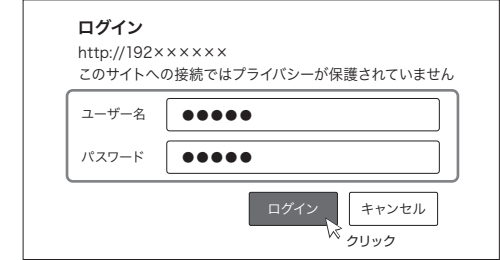 ログイン
http://192××××××
このサイトへの接続ではプライバシーが保護されていません
ユーザー名 ●●●●●
パスワード ●●●●●
ログイン キャンセル
クリック